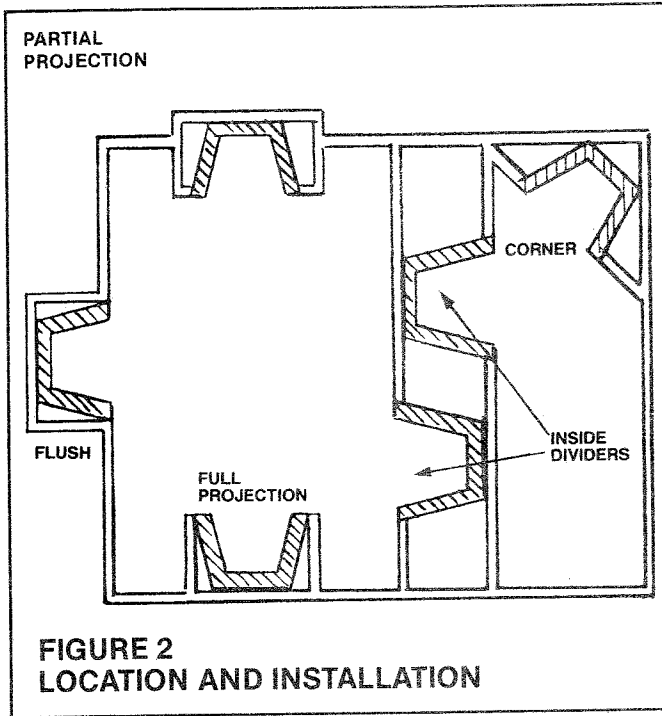 PARTIAL
PROJECTION
CORNER
FLUSH
FULL
PROJECTION
INSIDE
DIVIDERS
FIGURE 2
LOCATION AND INSTALLATION